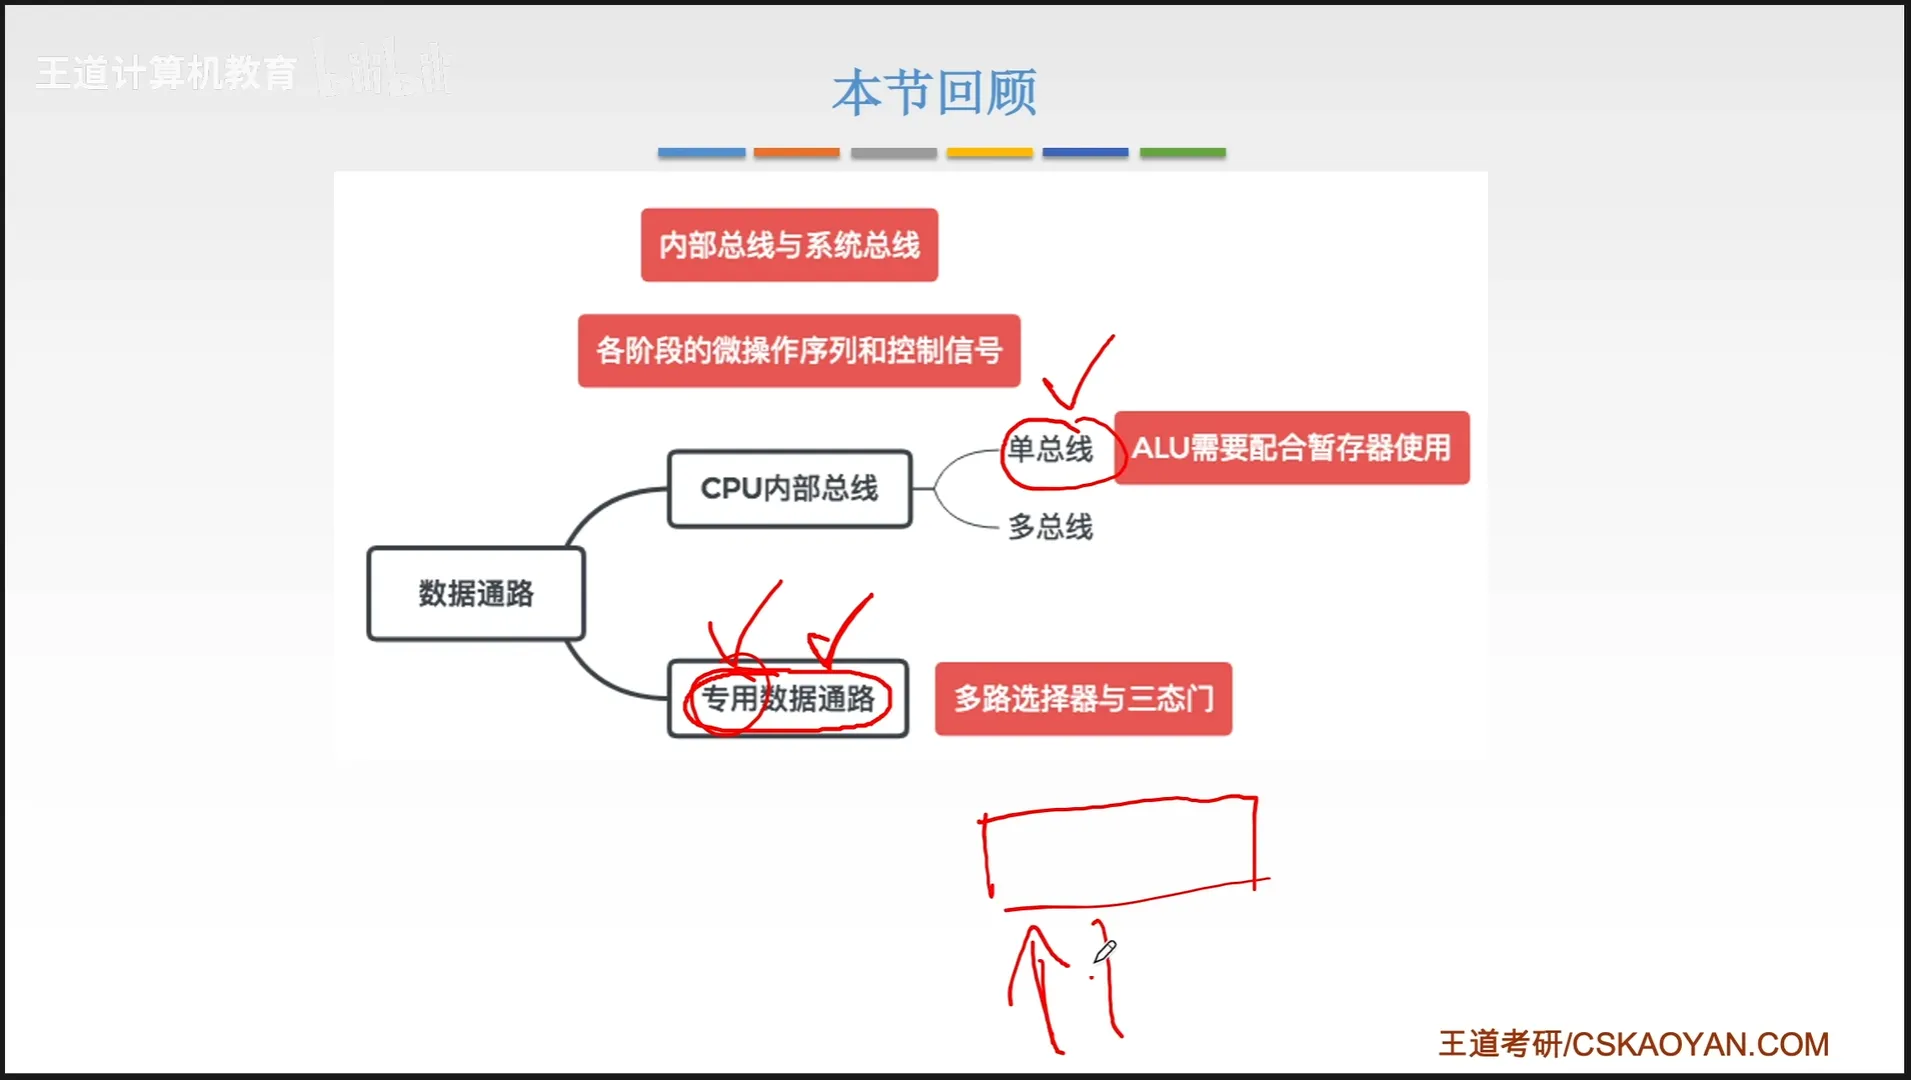 王道计算机教育 bilibili
本节回顾
内部总线与系统总线
各阶段的微操作序列和控制信号
单总线
ALU需要配合暂存器使用
CPU内部总线
多总线
数据通路
专用数据通路
多路选择器与三态门
王道考研/CSKAOYAN.COM